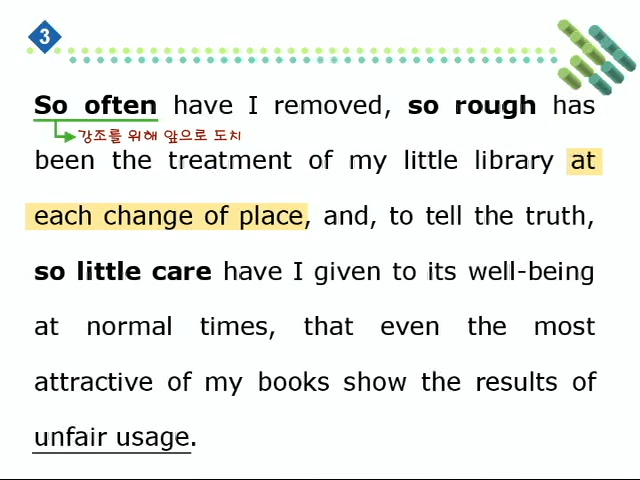 3
So often have I removed, so rough has
강조를 위해 앞으로 도치
been the treatment of my little library at
each change of place, and, to tell the truth,
so little care have I given to its well-being
at normal times, that even the most
attractive of my books show the results of
unfair usage.